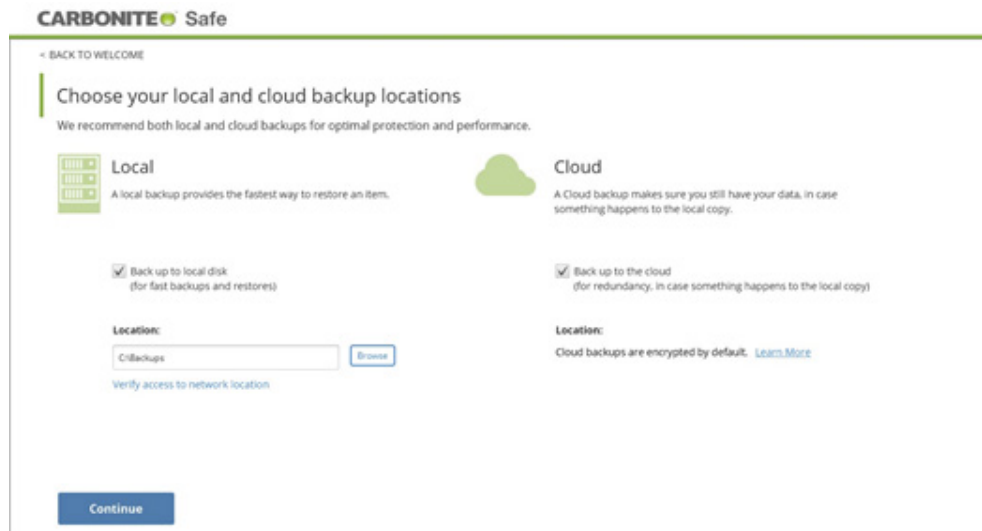 CARBONITE Safe
< BACK TO WELCOME
Choose your local and cloud backup locations
We recommend both local and cloud backups for optimal protection and performance.
Local
A local backup provides the fastest way to restore an item.
Cloud
A Cloud backup makes sure you still have your data, in case
something happens to the local copy.
Back up to local disk
(for fast backups and restores)
Back up to the cloud
(for redundancy, in case something happens to the local copy)
Location:
C:\Backups
Browse
Verify access to network location
Location:
Cloud backups are encrypted by default. Learn More
Continue